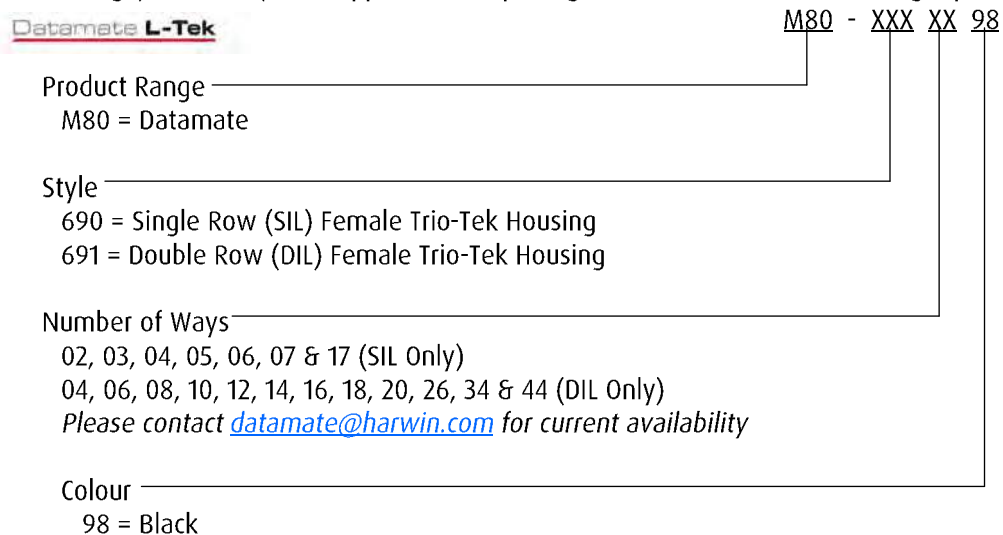 Datamate L-Tek
M80 - XXX XX 98
Product Range
M80 = Datamate
Style
690 = Single Row (SIL) Female Trio-Tek Housing
691 = Double Row (DIL) Female Trio-Tek Housing
Number of Ways
02, 03, 04, 05, 06, 07 & 17 (SIL Only)
04, 06, 08, 10, 12, 14, 16, 18, 20, 26, 34 & 44 (DIL Only)
Please contact datamate@harwin.com for current availability
Colour
98 = Black